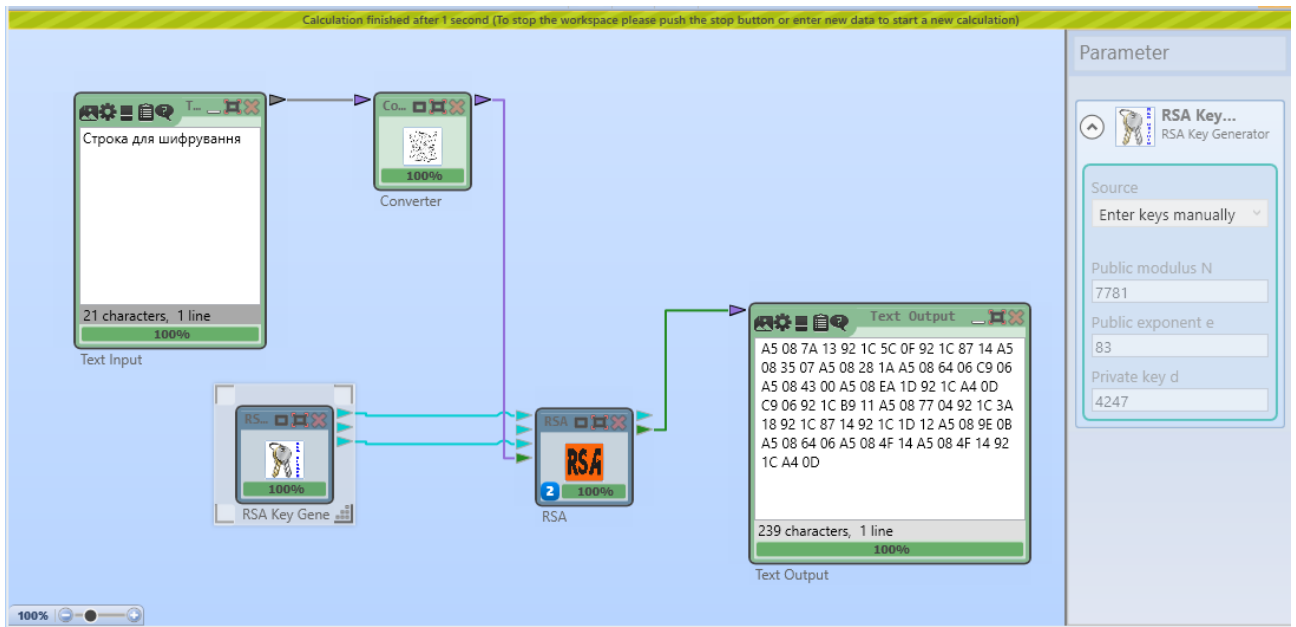 Calculation finished after 1 second (To stop the workspace please push the stop button or enter new data to start a new calculation)
T...
Строка для шифрування
21 characters, 1 line
100%
Text Input
Co...
100%
Converter
RS...
100%
RSA Key Gene
RSA
RSA
2
100%
RSA
Text Output
A5 08 7A 13 92 1C 5C 0F 92 1C 87 14 A5
08 35 07 A5 08 28 1A A5 08 64 06 C9 06
A5 08 43 00 A5 08 EA 1D 92 1C A4 0D
C9 06 92 1C B9 11 A5 08 77 04 92 1C 3A
18 92 1C 87 14 92 1C 1D 12 A5 08 9E 0B
A5 08 64 06 A5 08 4F 14 A5 08 4F 14 92
1C A4 0D
239 characters, 1 line
100%
Text Output
100%
Parameter
RSA Key...
RSA Key Generator
Source
Enter keys manually
Public modulus N
7781
Public exponent e
83
Private key d
4247